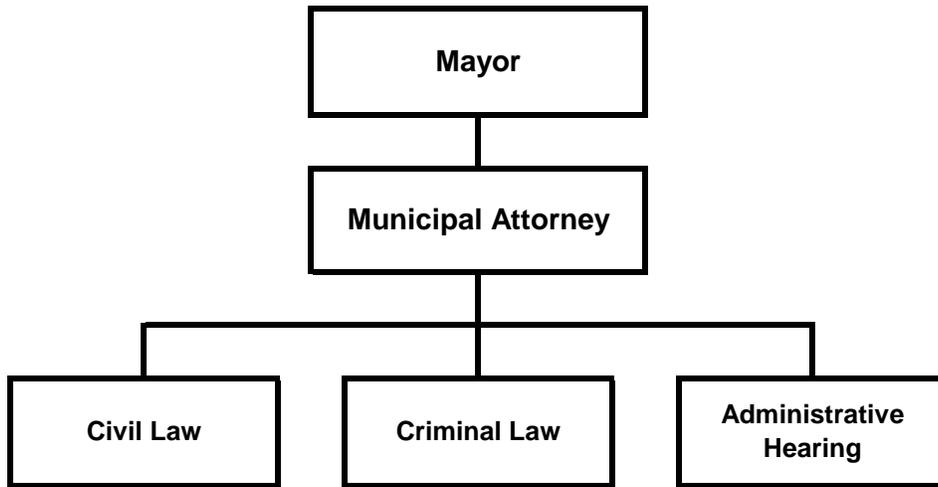 Mayor
Municipal Attorney
Civil Law
Criminal Law
Administrative
Hearing